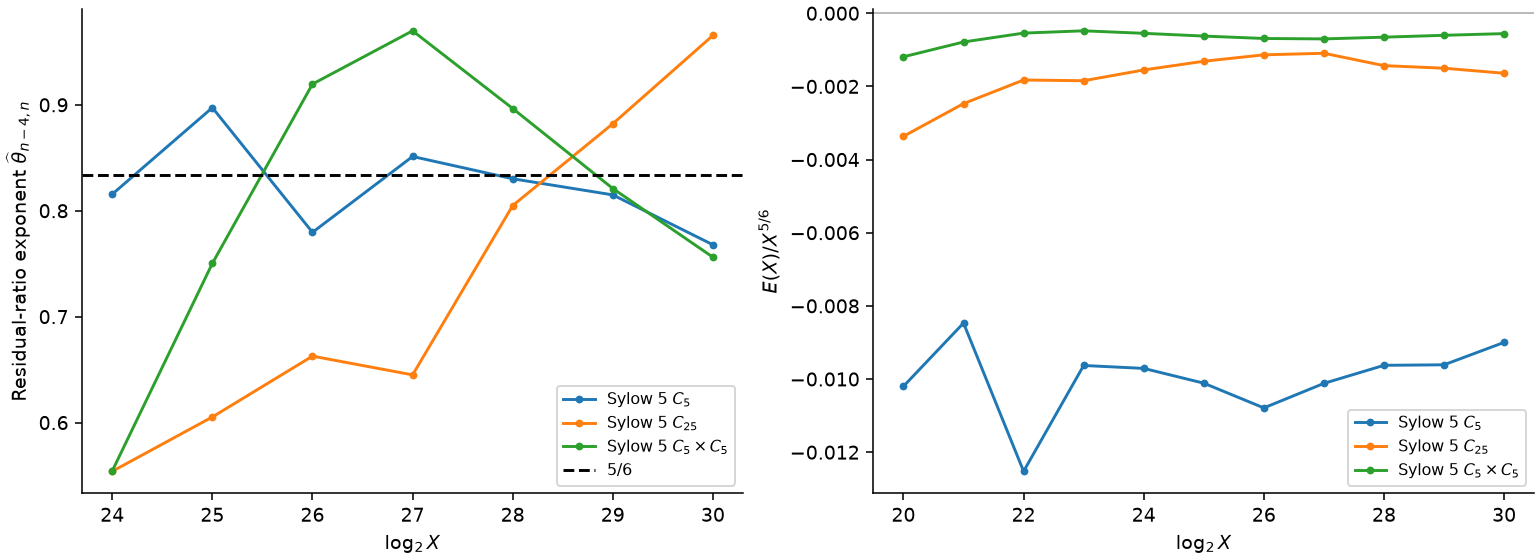 Residual-ratio exponent $\widehat{\theta}_{n-4,n}$
0.9
0.8
0.7
0.6
24 25 26 27 28 29 30
log₂ X
Sylow 5 C₅
Sylow 5 C₂₅
Sylow 5 C₅ × C₅
5/6
E(X)/X^{5/6}
0.000
−0.002
−0.004
−0.006
−0.008
−0.010
−0.012
20 22 24 26 28 30
log₂ X
Sylow 5 C₅
Sylow 5 C₂₅
Sylow 5 C₅ × C₅